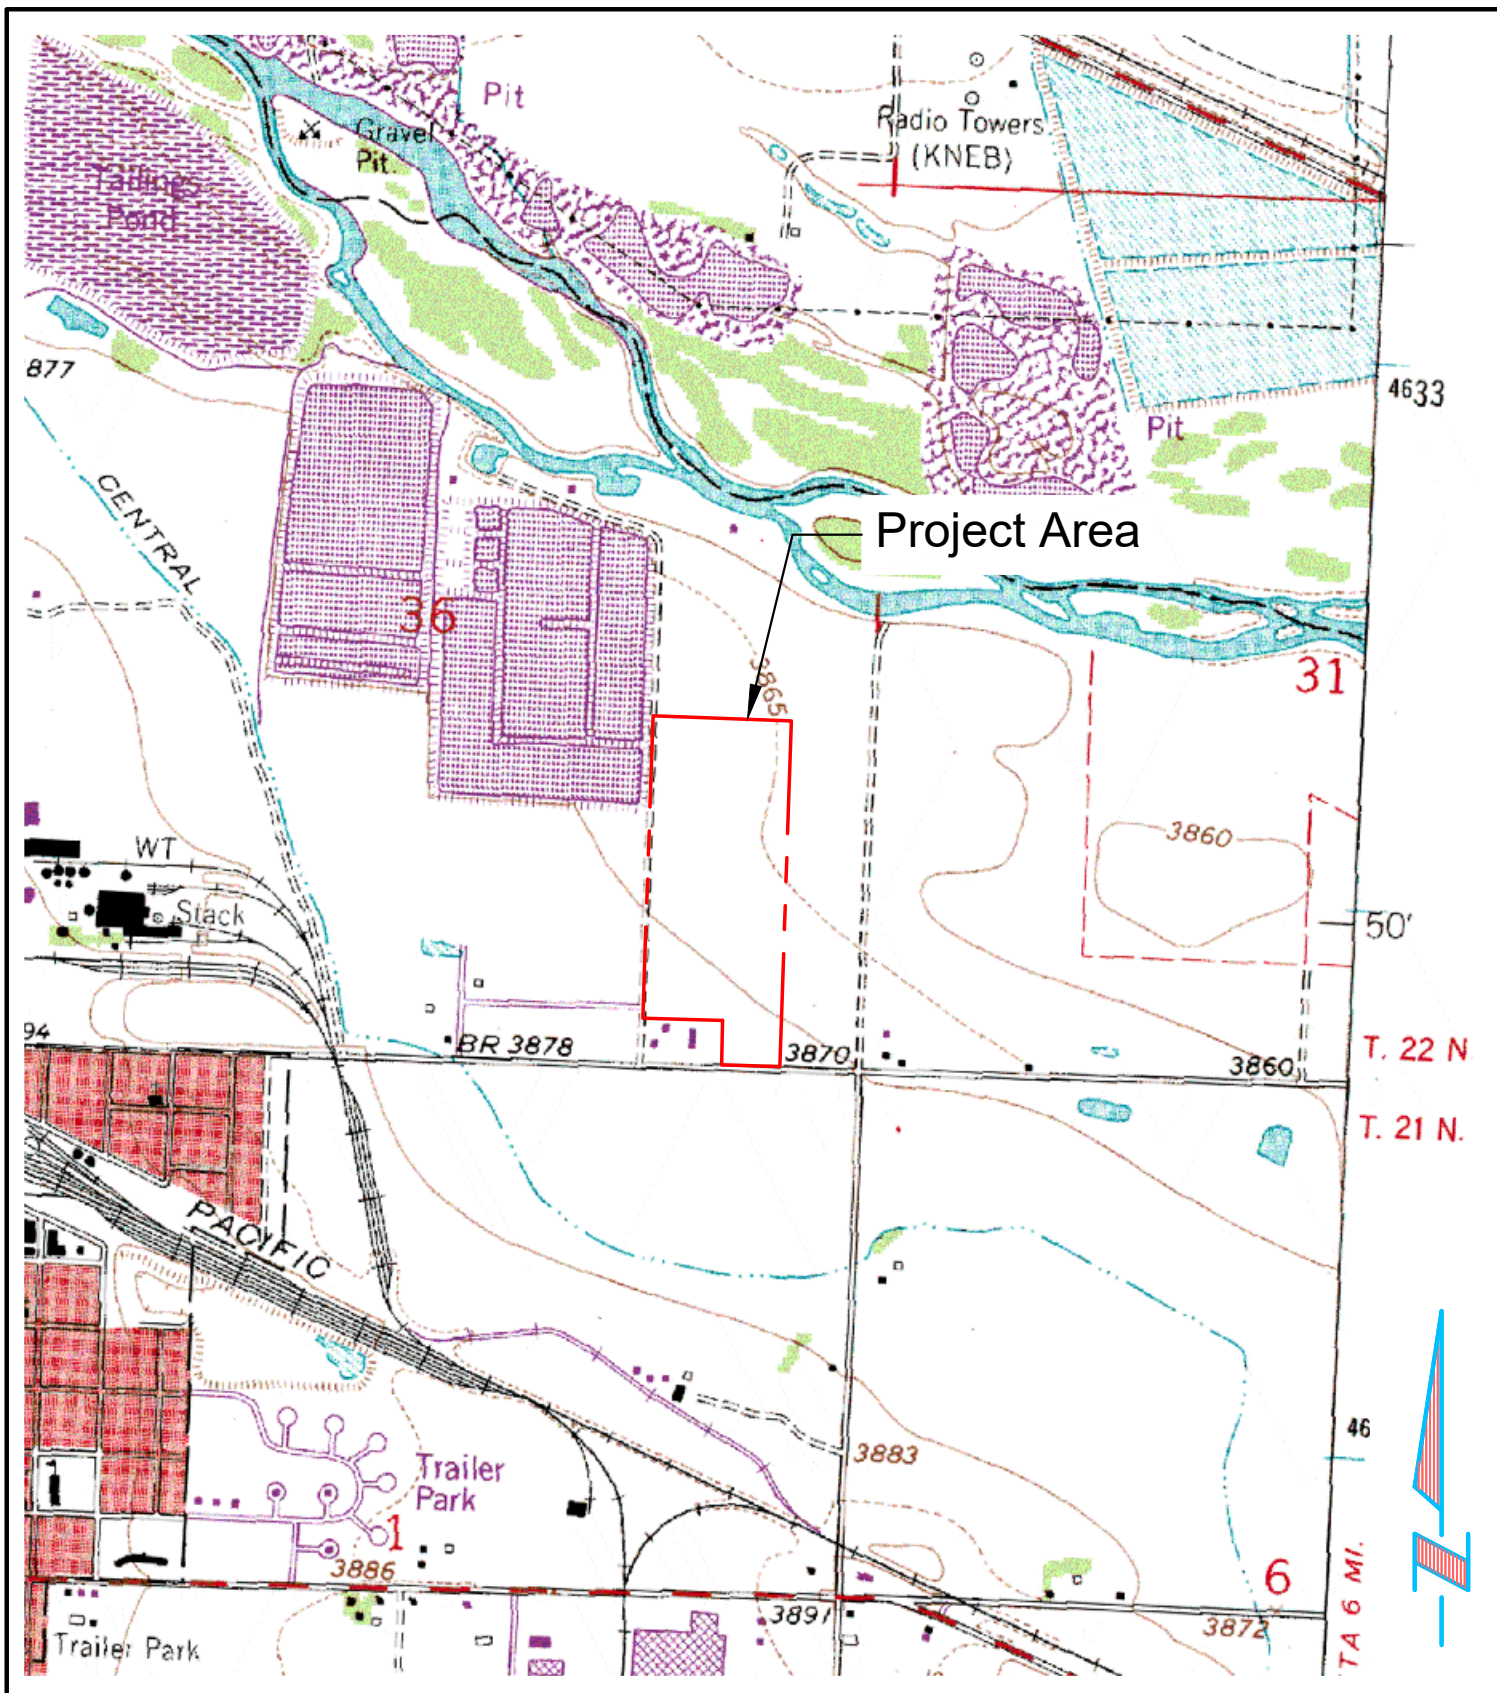 Pit
Gravel
Pit
Radio Towers
(KNEB)
Tailings
Pond
877
4633
Pit
CENTRAL
Project Area
36
3865
31
3860
WT
Stack
50'
94
BR 3878
3870
3860
T. 22 N
T. 21 N.
PACIFIC
46
3883
Trailer
Park
1
3886
6
3891
3872
Trailer Park
TA 6 MI.
N